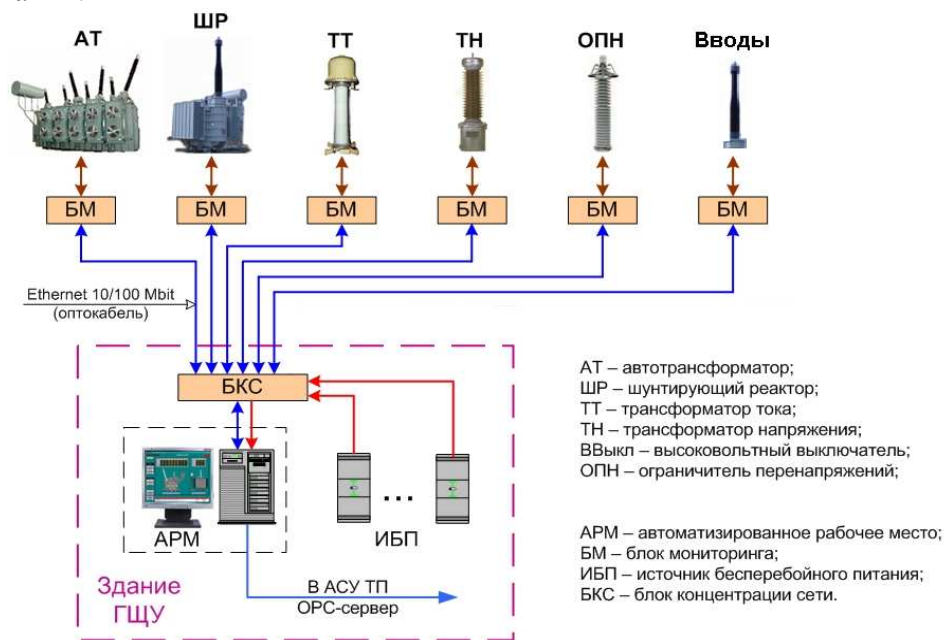 АТ
ШР
ТТ
ТН
ОПН
Вводы
БМ
БМ
БМ
БМ
БМ
БМ
Ethernet 10/100 Mbit
(оптокабель)
БКС
АРМ
...
ИБП
В АСУ ТП
OPC-сервер
Здание
ГЩУ
АТ – автотрансформатор;
ШР – шунтирующий реактор;
ТТ – трансформатор тока;
ТН – трансформатор напряжения;
ВВыкл – высоковольтный выключатель;
ОПН – ограничитель перенапряжений;
АРМ – автоматизированное рабочее место;
БМ – блок мониторинга;
ИБП – источник бесперебойного питания;
БКС – блок концентрации сети.